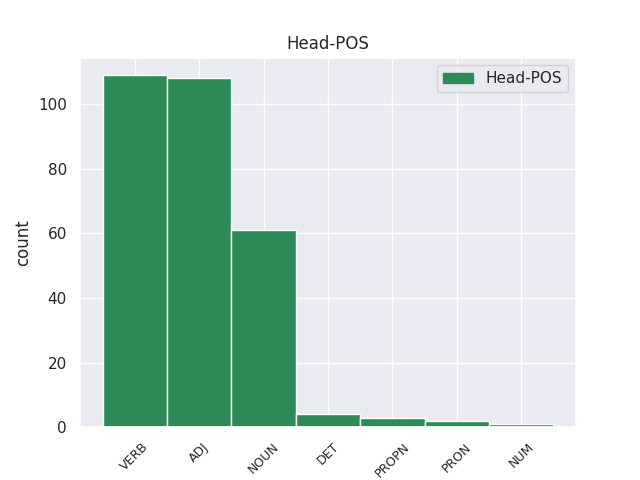 Head-POS
Head-POS
count
100
80
60
40
20
0
VERB
ADJ
NOUN
DET
PROPN
PRON
NUM